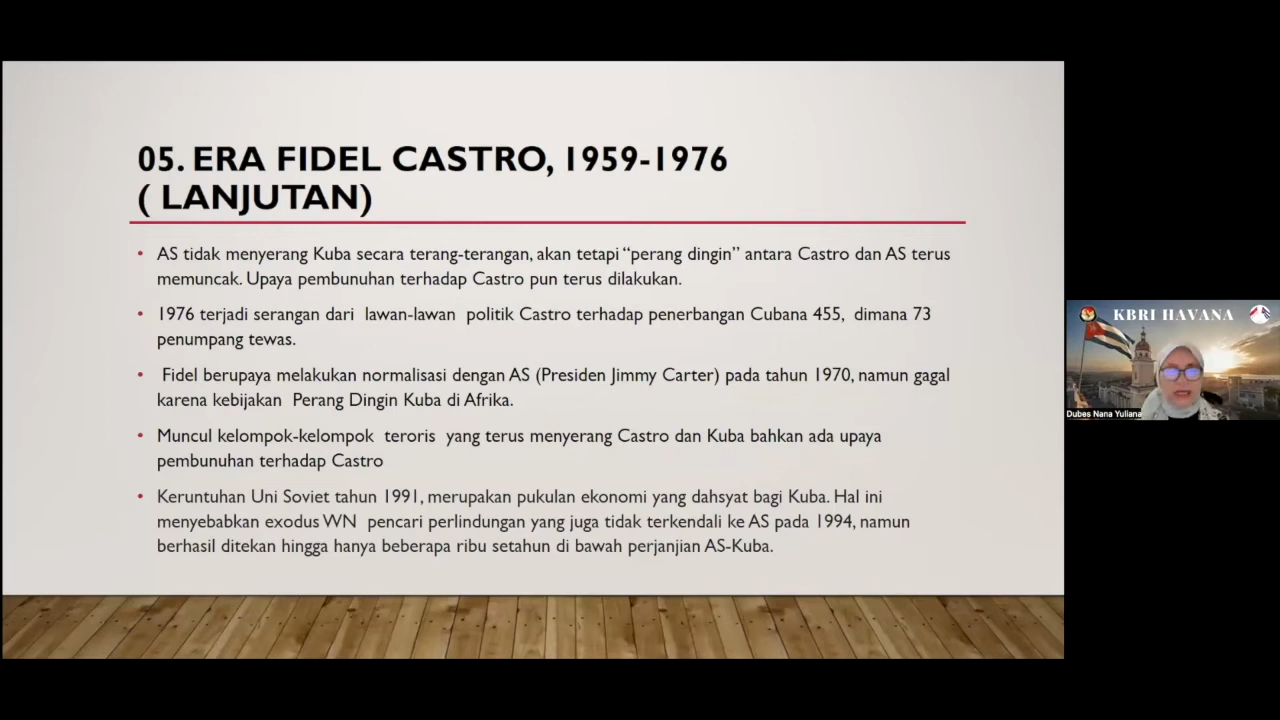 05. ERA FIDEL CASTRO, 1959-1976
( LANJUTAN)
• AS tidak menyerang Kuba secara terang-terangan, akan tetapi “perang dingin” antara Castro dan AS terus
memuncak. Upaya pembunuhan terhadap Castro pun terus dilakukan.
• 1976 terjadi serangan dari lawan-lawan politik Castro terhadap penerbangan Cubana 455, dimana 73
penumpang tewas.
• Fidel berupaya melakukan normalisasi dengan AS (Presiden Jimmy Carter) pada tahun 1970, namun gagal
karena kebijakan Perang Dingin Kuba di Afrika.
• Muncul kelompok-kelompok teroris yang terus menyerang Castro dan Kuba bahkan ada upaya
pembunuhan terhadap Castro
• Keruntuhan Uni Soviet tahun 1991, merupakan pukulan ekonomi yang dahsyat bagi Kuba. Hal ini
menyebabkan exodus WN pencari perlindungan yang juga tidak terkendali ke AS pada 1994, namun
berhasil ditekan hingga hanya beberapa ribu setahun di bawah perjanjian AS-Kuba.
KBRI HAVANA
Dubes Nana Yuliana